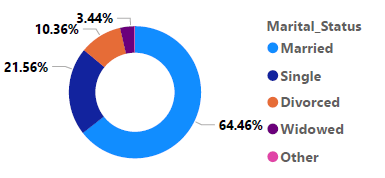 3.44%
10.36%
21.56%
64.46%
Marital_Status
Married
Single
Divorced
Widowed
Other